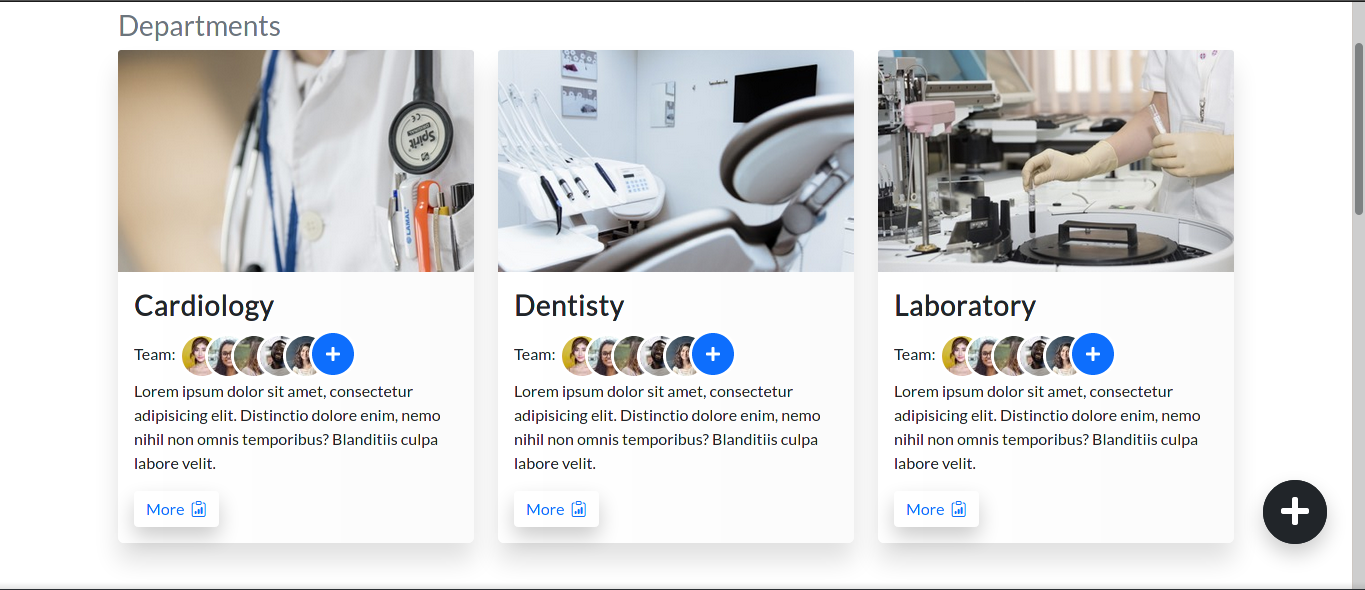 Departments
Spirit
LAMAL
Cardiology
Dentisty
Laboratory
Team:
Team:
Team:
Lorem ipsum dolor sit amet, consectetur
adipisicing elit. Distinctio dolore enim, nemo
nihil non omnis temporibus? Blanditiis culpa
labore velit.
Lorem ipsum dolor sit amet, consectetur
adipisicing elit. Distinctio dolore enim, nemo
nihil non omnis temporibus? Blanditiis culpa
labore velit.
Lorem ipsum dolor sit amet, consectetur
adipisicing elit. Distinctio dolore enim, nemo
nihil non omnis temporibus? Blanditiis culpa
labore velit.
More
More
More